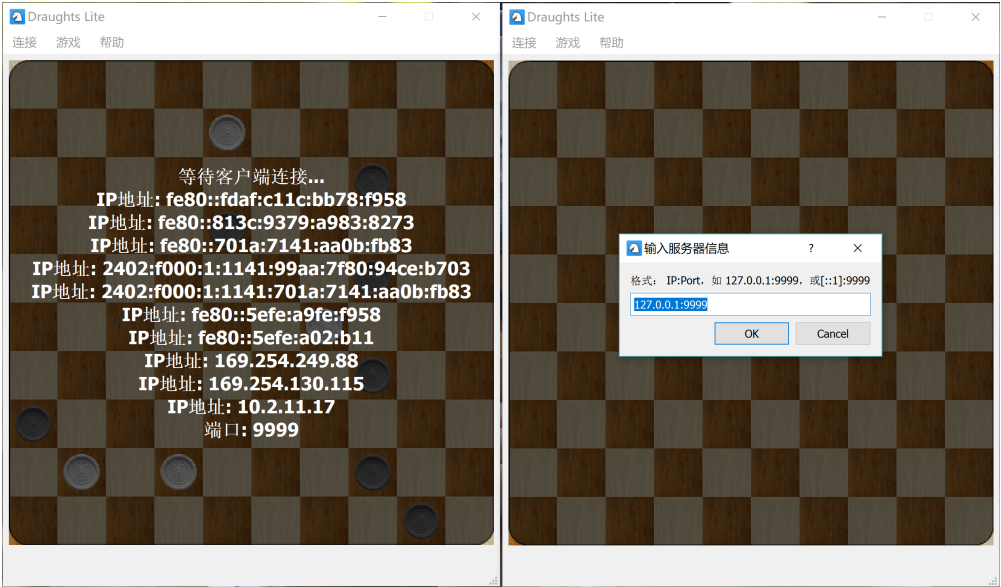 Draughts Lite
连接 游戏 帮助
等待客户端连接...
IP地址: fe80::fdaf:c11c:bb78:f958
IP地址: fe80::813c:9379:a983:8273
IP地址: fe80::701a:7141:aa0b:fb83
IP地址: 2402:f000:1:1141:99aa:7f80:94ce:b703
IP地址: 2402:f000:1:1141:701a:7141:aa0b:fb83
IP地址: fe80::5efe:a9fe:f958
IP地址: fe80::5efe:a02:b11
IP地址: 169.254.249.88
IP地址: 169.254.130.115
IP地址: 10.2.11.17
端口: 9999
Draughts Lite
连接 游戏 帮助
输入服务器信息 ?
格式： IP:Port，如 127.0.0.1:9999，或[::1]:9999
127.0.0.1:9999
OK Cancel